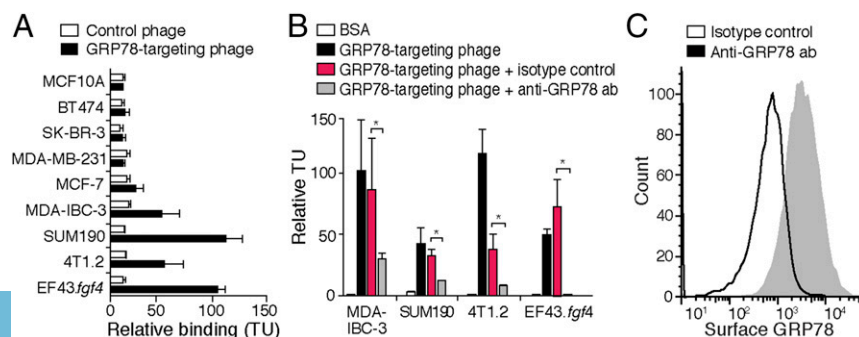 A
Control phage
GRP78-targeting phage
MCF10A
BT474
SK-BR-3
MDA-MB-231
MCF-7
MDA-IBC-3
SUM190
4T1.2
EF43.fgf4
0 50 100 150
Relative binding (TU)
B
BSA
GRP78-targeting phage
GRP78-targeting phage + isotype control
GRP78-targeting phage + anti-GRP78 ab
150
100
50
0
Relative TU
*
*
*
*
MDA-
IBC-3
SUM190
4T1.2
EF43.fgf4
C
Isotype control
Anti-GRP78 ab
100
80
60
40
20
0
Count
10¹ 10² 10³ 10⁴
Surface GRP78